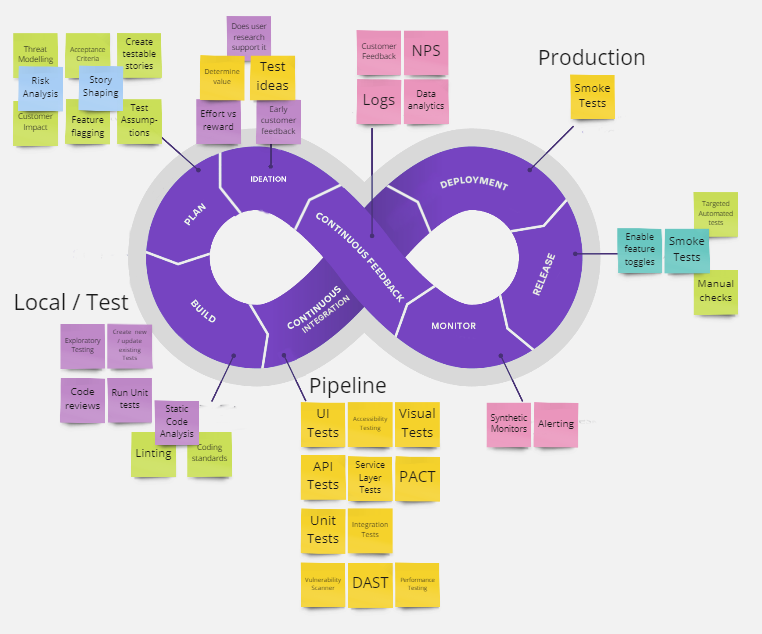 Threat
Modelling
Acceptance
Criteria
Create
testable
stories
Risk
Analysis
Story
Shaping
Customer
Impact
Feature
flagging
Test
Assump-
tions
Does user
research
support it
Determine
value
Test
ideas
Effort vs
reward
Early
customer
feedback
Customer
Feedback
NPS
Logs
Data
analytics
Production
Smoke
Tests
Targeted
Automated
tests
Enable
feature
toggles
Smoke
Tests
Manual
checks
IDEATION
PLAN
BUILD
CONTINUOUS
INTEGRATION
CONTINUOUS FEEDBACK
DEPLOYMENT
RELEASE
MONITOR
Local / Test
Exploratory
Testing
Create new
/ update
existing
Tests
Code
reviews
Run Unit
tests
Static
Code
Analysis
Linting
Coding
standards
Pipeline
UI
Tests
Accessibility
Testing
Visual
Tests
API
Tests
Service
Layer
Tests
PACT
Unit
Tests
Integration
Tests
Vulnerability
Scanner
DAST
Performance
Testing
Synthetic
Monitors
Alerting